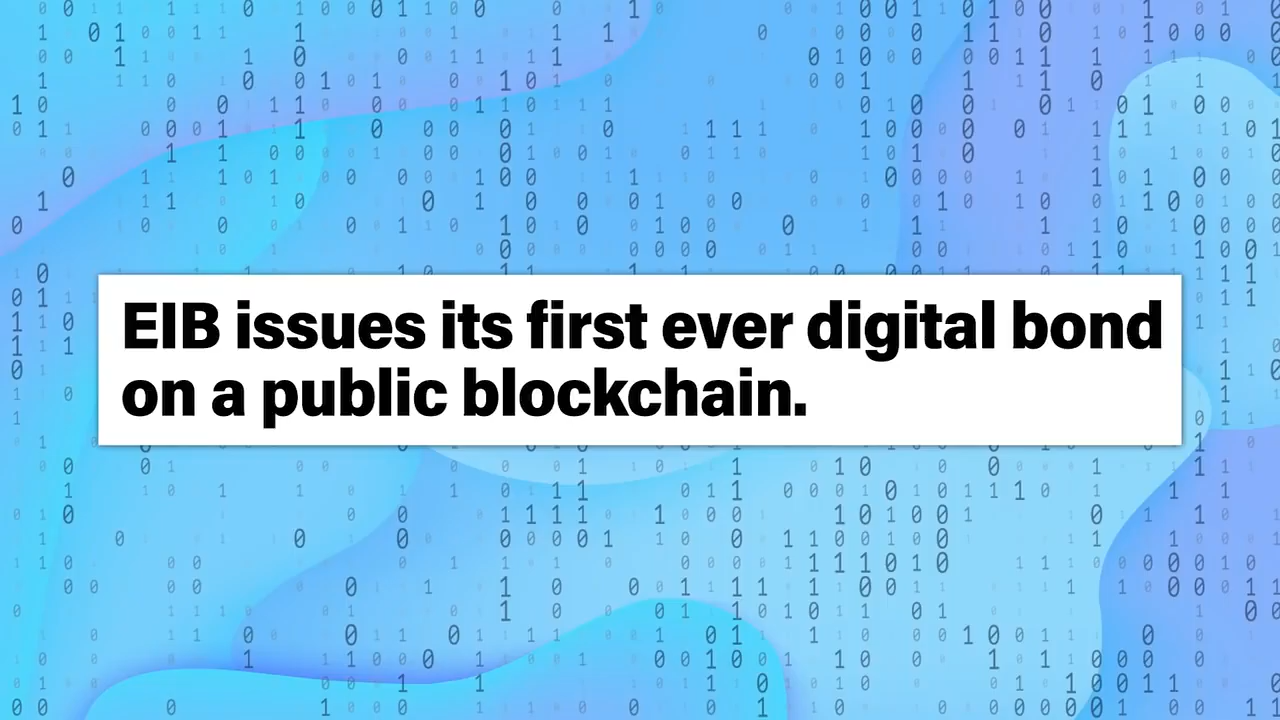 EIB issues its first ever digital bond
on a public blockchain.